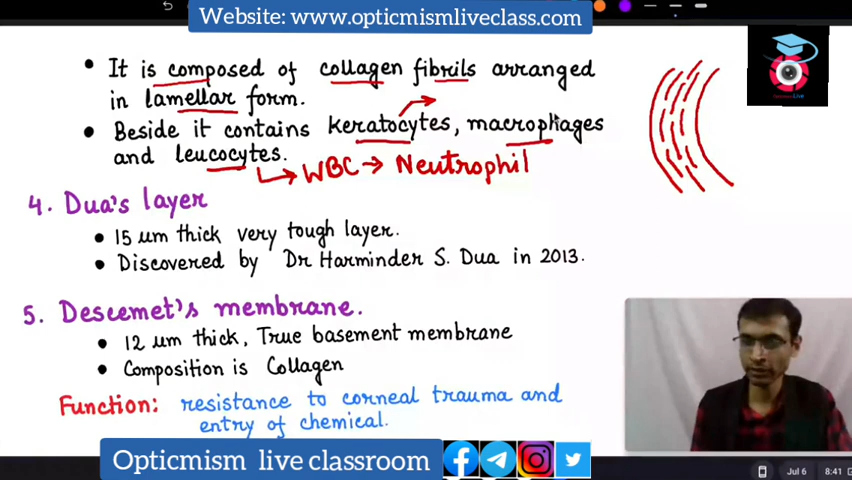 Website: www.opticmismliveclass.com
• It is composed of collagen fibrils arranged
in lamellar form.
• Beside it contains keratocytes, macrophages
and leucocytes.
WBC → Neutrophil
4. Dua's layer
• 15 um thick very tough layer.
• Discovered by Dr Harminder S. Dua in 2013.
5. Descemet's membrane.
• 12 um thick, True basement membrane
• Composition is Collagen
Function: resistance to corneal trauma and
entry of chemical.
Optic­mism live classroom
Jul 6 8:41